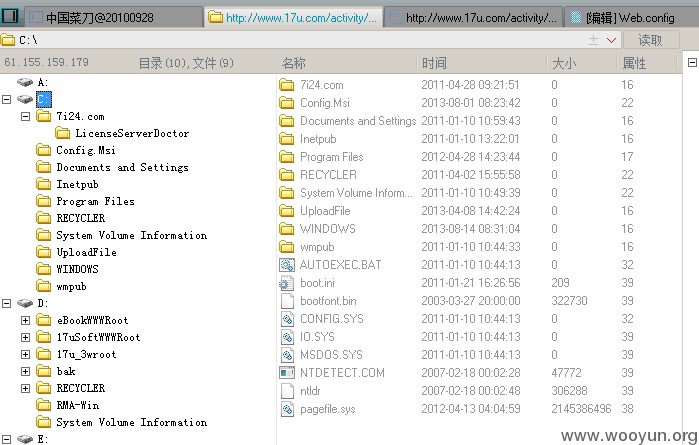 中国菜刀@20100928 http://www.17u.com/activity/... http://www.17u.com/activity/... [编辑] Web.config
C:\ 读取
61.155.159.179 目录(10),文件(9) 名称 时间 大小 属性
A:
C:
7i24.com
LicenseServerDoctor
Config.Msi
Documents and Settings
Inetpub
Program Files
RECYCLER
System Volume Information
UploadFile
WINDOWS
wmpub
D:
eBookWWWRoot
17uSoftWWWRoot
17u_3wroot
bak
RECYCLER
RMA-Win
System Volume Information
E:
7i24.com 2011-04-28 09:21:51 0 16
Config.Msi 2013-08-01 08:23:42 0 22
Documents and Settings 2011-01-10 10:59:43 0 16
Inetpub 2011-01-10 13:22:01 0 16
Program Files 2012-04-28 14:23:44 0 17
RECYCLER 2011-04-02 15:55:58 0 22
System Volume Inform... 2011-01-10 10:49:39 0 22
UploadFile 2013-04-08 14:42:24 0 16
WINDOWS 2013-08-14 08:31:04 0 16
wmpub 2011-01-10 10:44:33 0 16
AUTOEXEC.BAT 2011-01-10 10:44:13 0 32
boot.ini 2011-01-21 16:26:56 209 39
bootfont.bin 2003-03-27 20:00:00 322730 39
CONFIG.SYS 2011-01-10 10:44:13 0 32
IO.SYS 2011-01-10 10:44:13 0 39
MSDOS.SYS 2011-01-10 10:44:13 0 39
NTDETECT.COM 2007-02-18 00:02:28 47772 39
ntldr 2007-02-18 00:02:48 306288 39
pagefile.sys 2012-04-13 04:04:59 2145386496 38
www.wooyun.org